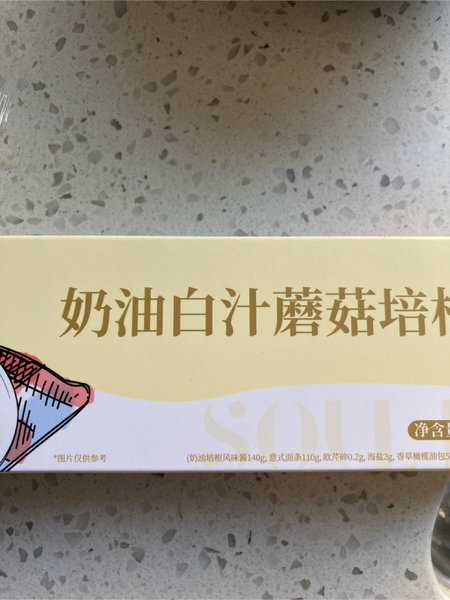 奶油白汁蘑菇培
SOU
净含
*图片仅供参考
(奶油培根风味酱140g, 意式面条110g, 欧芹碎0.2g, 海盐3g, 香草橄榄油包5